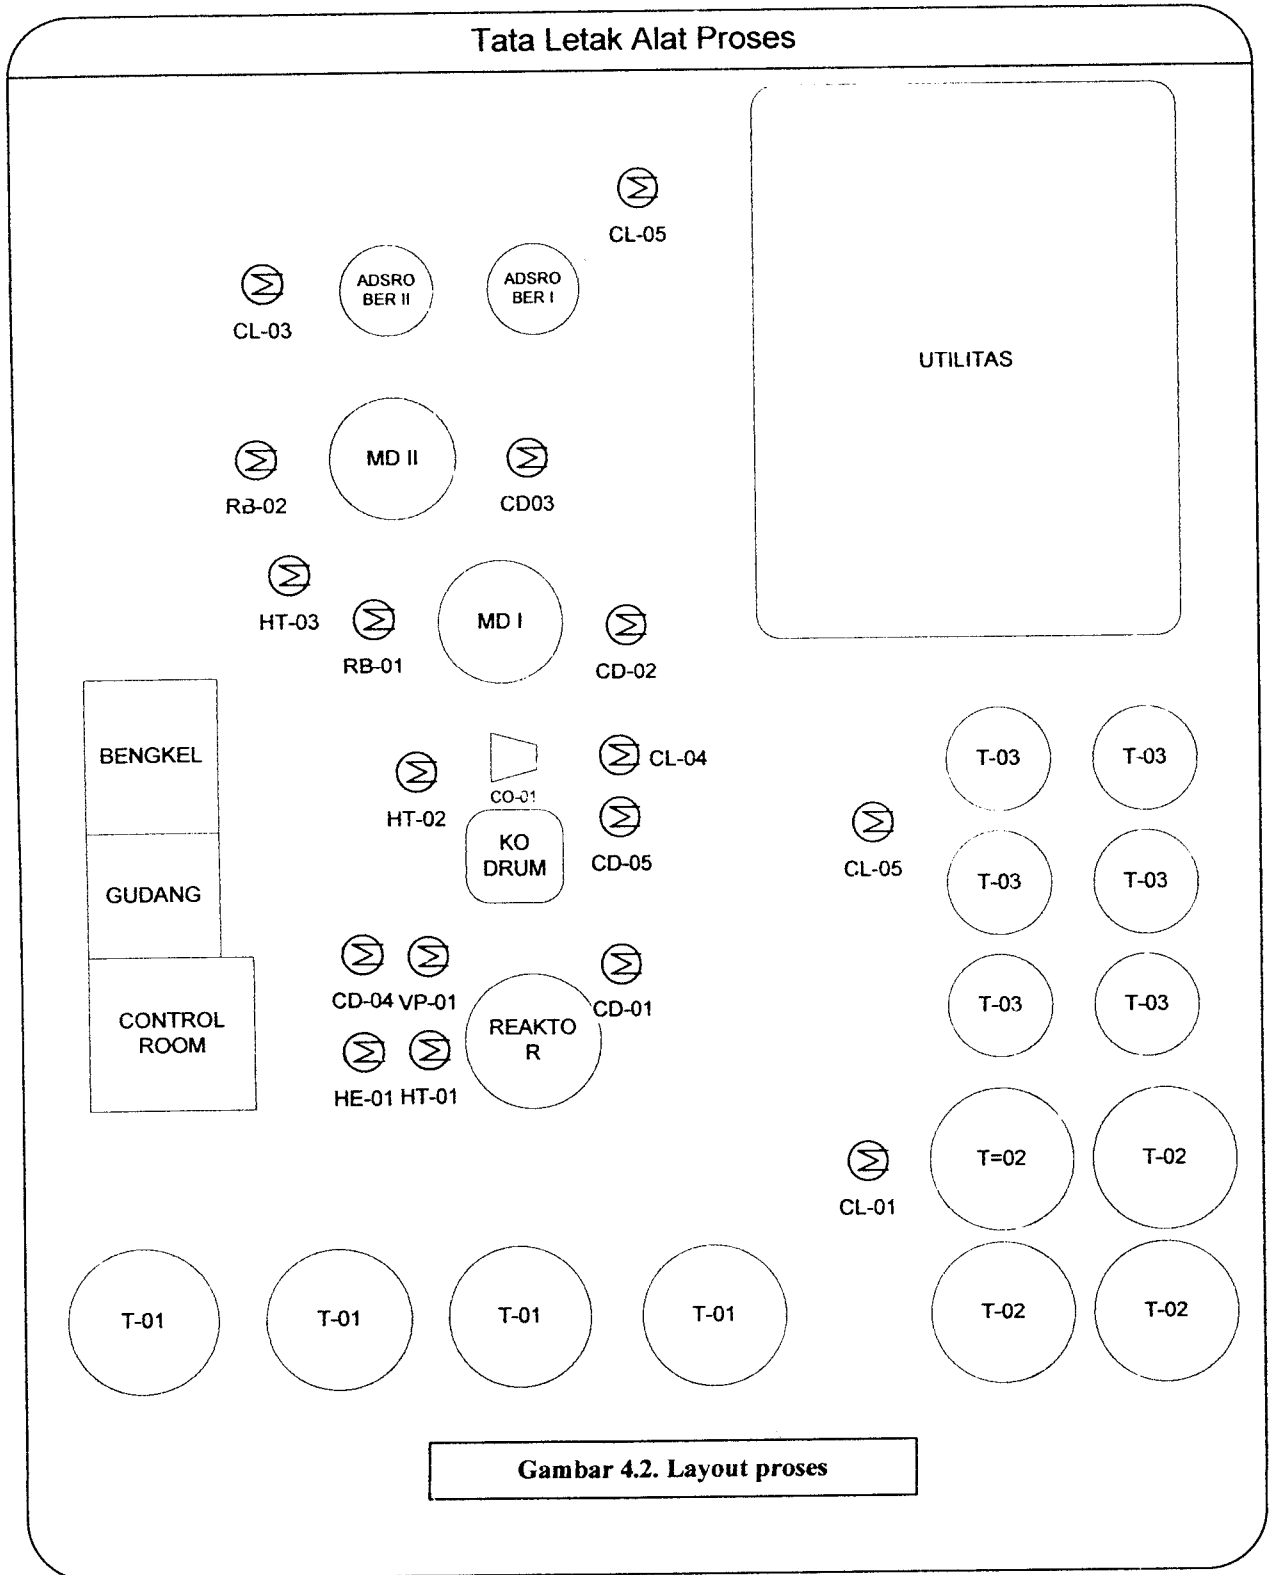 Tata Letak Alat Proses
CL-05
ADSRO
BER II
ADSRO
BER I
CL-03
UTILITAS
MD II
RB-02
CD03
HT-03
MD I
RB-01
CD-02
BENGKEL
T-03
T-03
CL-04
CO-01
HT-02
KO
DRUM
CD-05
CL-05
T-03
T-03
GUDANG
CD-04
VP-01
CD-01
T-03
T-03
CONTROL
ROOM
REAKTO
R
HE-01
HT-01
T=02
T-02
CL-01
T-01
T-01
T-01
T-01
T-02
T-02
Gambar 4.2. Layout proses